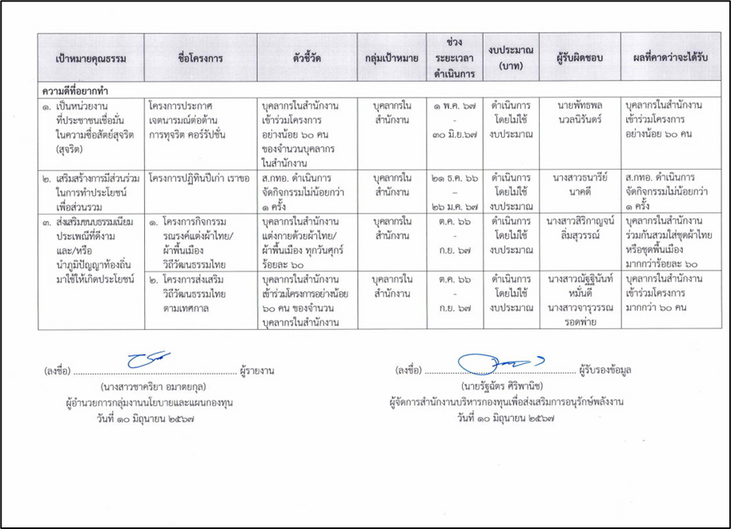 เป้าหมายคุณธรรม
ชื่อโครงการ
ตัวชี้วัด
กลุ่มเป้าหมาย
ช่วง
ระยะเวลา
ดำเนินการ
งบประมาณ
(บาท)
ผู้รับผิดชอบ
ผลที่คาดว่าจะได้รับ
ความดีที่อยากทำ
๑. เป็นหน่วยงาน
ที่ประชาชนเชื่อมั่น
ในความซื่อสัตย์สุจริต
(สุจริต)
โครงการประกาศ
เจตนารมณ์ต่อต้าน
การทุจริต คอร์รัปชั่น
บุคลากรในสำนักงาน
เข้าร่วมโครงการ
อย่างน้อย ๖๐ คน
ของจำนวนบุคลากร
ในสำนักงาน
บุคลากรใน
สำนักงาน
๑ พ.ค. ๖๗
-
๓๐ มิ.ย.๖๗
ดำเนินการ
โดยไม่ใช้
งบประมาณ
นายพัทธพล
นวลนิรันดร์
บุคลากรในสำนักงาน
เข้าร่วมโครงการ
อย่างน้อย ๖๐ คน
๒. เสริมสร้างการมีส่วนร่วม
ในการทำประโยชน์
เพื่อส่วนรวม
โครงการปฏิทินปีเก่า เราขอ
ส.กทอ. ดำเนินการ
จัดกิจกรรมไม่น้อยกว่า
๑ ครั้ง
บุคลากรใน
สำนักงาน
๒๑ ธ.ค. ๖๖
–
๒๖ ม.ค. ๖๗
ดำเนินการ
โดยไม่ใช้
งบประมาณ
นางสาวธนารีย์
นาคดี
ส.กทอ. ดำเนินการ
จัดกิจกรรมไม่น้อยกว่า
๑ ครั้ง
๓. ส่งเสริมขนบธรรมเนียม
ประเพณีที่ดีงาม
และ/หรือ
นำภูมิปัญญาท้องถิ่น
มาใช้ให้เกิดประโยชน์
๑. โครงการกิจกรรม
รณรงค์แต่งผ้าไทย/
ผ้าพื้นเมือง
วิถีวัฒนธรรมไทย
บุคลากรในสำนักงาน
แต่งกายด้วยผ้าไทย/
ผ้าพื้นเมือง ทุกวันศุกร์
ร้อยละ ๖๐
บุคลากรใน
สำนักงาน
ต.ค. ๖๖
-
ก.ย. ๖๗
ดำเนินการ
โดยไม่ใช้
งบประมาณ
นางสาวสิริกาญจน์
ลิ่มสุวรรณ์
บุคลากรในสำนักงาน
ร่วมกันสวมใส่ชุดผ้าไทย
หรือชุดพื้นเมือง
มากกว่าร้อยละ ๖๐
๒. โครงการส่งเสริม
วิถีวัฒนธรรมไทย
ตามเทศกาล
บุคลากรในสำนักงาน
เข้าร่วมโครงการอย่างน้อย
๖๐ คน ของจำนวน
บุคลากรในสำนักงาน
บุคลากรใน
สำนักงาน
ต.ค. ๖๖
-
ก.ย. ๖๗
ดำเนินการ
โดยไม่ใช้
งบประมาณ
นางสาวณัฐฐินันท์
หมั่นดี
นางสาวจารุวรรณ
รอดพ่าย
บุคลากรในสำนักงาน
เข้าร่วมโครงการ
มากกว่า ๖๐ คน
(ลงชื่อ) ผู้รายงาน
(นางสาวชาคริยา อมาตยกุล)
ผู้อำนวยการกลุ่มงานนโยบายและแผนกองทุน
วันที่ ๑๐ มิถุนายน ๒๕๖๗
(ลงชื่อ) ผู้รับรองข้อมูล
(นายรัฐฉัตร ศิริพานิช)
ผู้จัดการสำนักงานบริหารกองทุนเพื่อส่งเสริมการอนุรักษ์พลังงาน
วันที่ ๑๐ มิถุนายน ๒๕๖๗